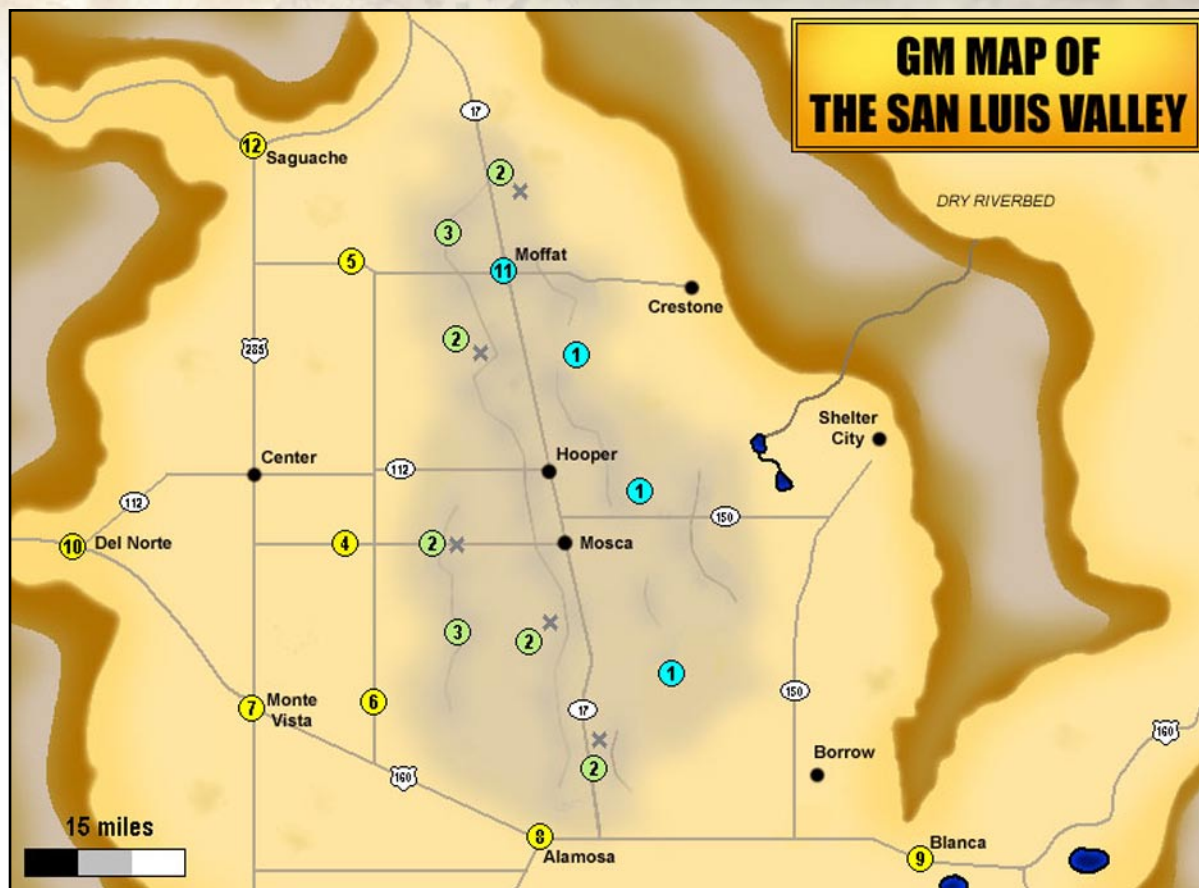 GM MAP OF
THE SAN LUIS VALLEY
17
12
Saguache
2
DRY RIVERBED
3
5
Moffat
11
Crestone
285
2
1
Shelter
City
Center
112
Hooper
112
1
150
10
Del Norte
4
2
Mosca
3
2
1
7
Monte
Vista
6
17
150
160
2
Borrow
160
15 miles
8
Alamosa
9
Blanca